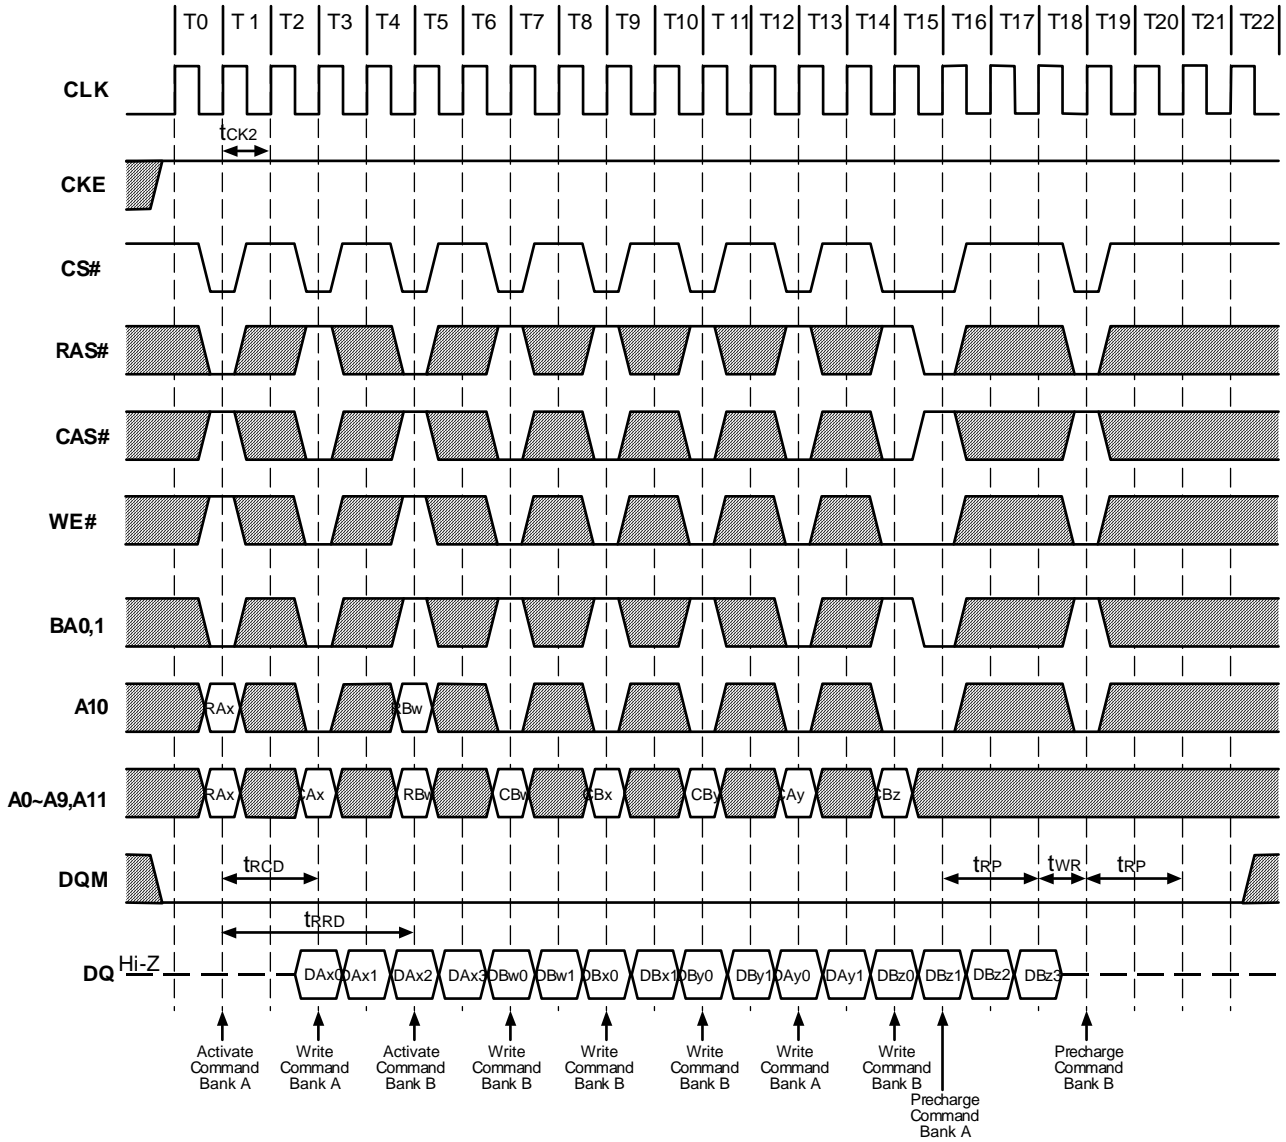 T0 T 1 T2 T3 T4 T5 T6 T7 T8 T9 T10 T 11 T12 T13 T14 T15 T16 T17 T18 T19 T20 T21 T22
CLK
tCK2
CKE
CS#
RAS#
CAS#
WE#
BA0,1
A10
RAx RBw
A0~A9,A11
RAx CAx RBw CBw CBx CBy CAy CBz
DQM
tRCD tRP tWR tRP
tRRD
DQ Hi-Z
DAx0 DAx1 DAx2 DAx3 DBw0 DBw1 DBx0 DBx1 DBy0 DBy1 DAy0 DAy1 DBz0 DBz1 DBz2 DBz3
Activate Command Bank A
Write Command Bank A
Activate Command Bank B
Write Command Bank B
Write Command Bank B
Write Command Bank B
Write Command Bank A
Write Command Bank B
Precharge Command Bank A
Precharge Command Bank B